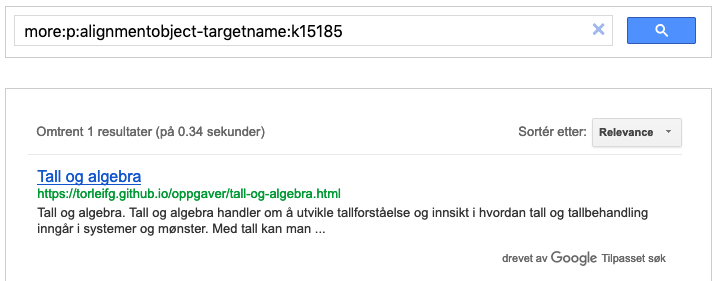 more:p:alignmentobject-targetname:k15185
Omtrent 1 resultater (på 0.34 sekunder)
Sortér etter: Relevance
Tall og algebra
https://torleifg.github.io/oppgaver/tall-og-algebra.html
Tall og algebra. Tall og algebra handler om å utvikle tallforståelse og innsikt i hvordan tall og tallbehandling
inngår i systemer og mønster. Med tall kan man ...
drevet av Google Tilpasset søk